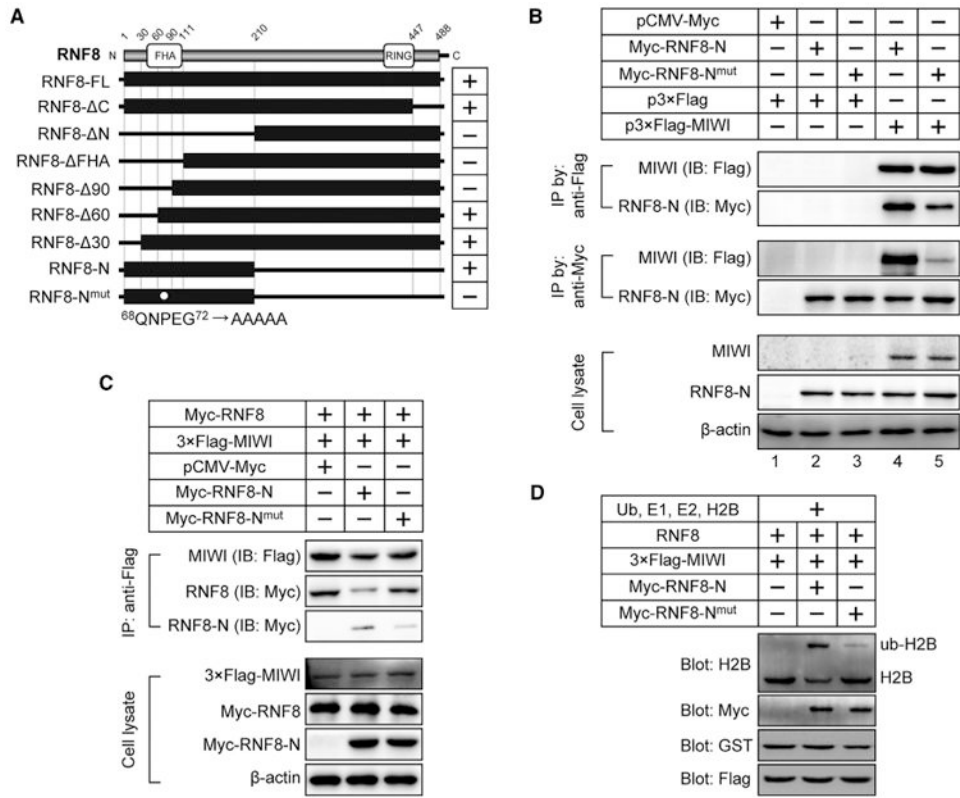 A
1 30 60 90 111 210 447 488
RNF8 N FHA RING C
RNF8-FL +
RNF8-ΔC +
RNF8-ΔN −
RNF8-ΔFHA −
RNF8-Δ90 −
RNF8-Δ60 +
RNF8-Δ30 +
RNF8-N +
RNF8-Nmut −
68QNPEG72 → AAAAA
B
pCMV-Myc + − − − −
Myc-RNF8-N − + − + −
Myc-RNF8-Nmut − − + − +
p3×Flag + + + − −
p3×Flag-MIWI − − − + +
IP by: anti-Flag
MIWI (IB: Flag)
RNF8-N (IB: Myc)
IP by: anti-Myc
MIWI (IB: Flag)
RNF8-N (IB: Myc)
Cell lysate
MIWI
RNF8-N
β-actin
1 2 3 4 5
C
Myc-RNF8 + + +
3×Flag-MIWI + + +
pCMV-Myc + − −
Myc-RNF8-N − + −
Myc-RNF8-Nmut − − +
IP: anti-Flag
MIWI (IB: Flag)
RNF8 (IB: Myc)
RNF8-N (IB: Myc)
Cell lysate
3×Flag-MIWI
Myc-RNF8
Myc-RNF8-N
β-actin
D
Ub, E1, E2, H2B +
RNF8 + + +
3×Flag-MIWI + + +
Myc-RNF8-N − + −
Myc-RNF8-Nmut − − +
Blot: H2B ub-H2B
H2B
Blot: Myc
Blot: GST
Blot: Flag